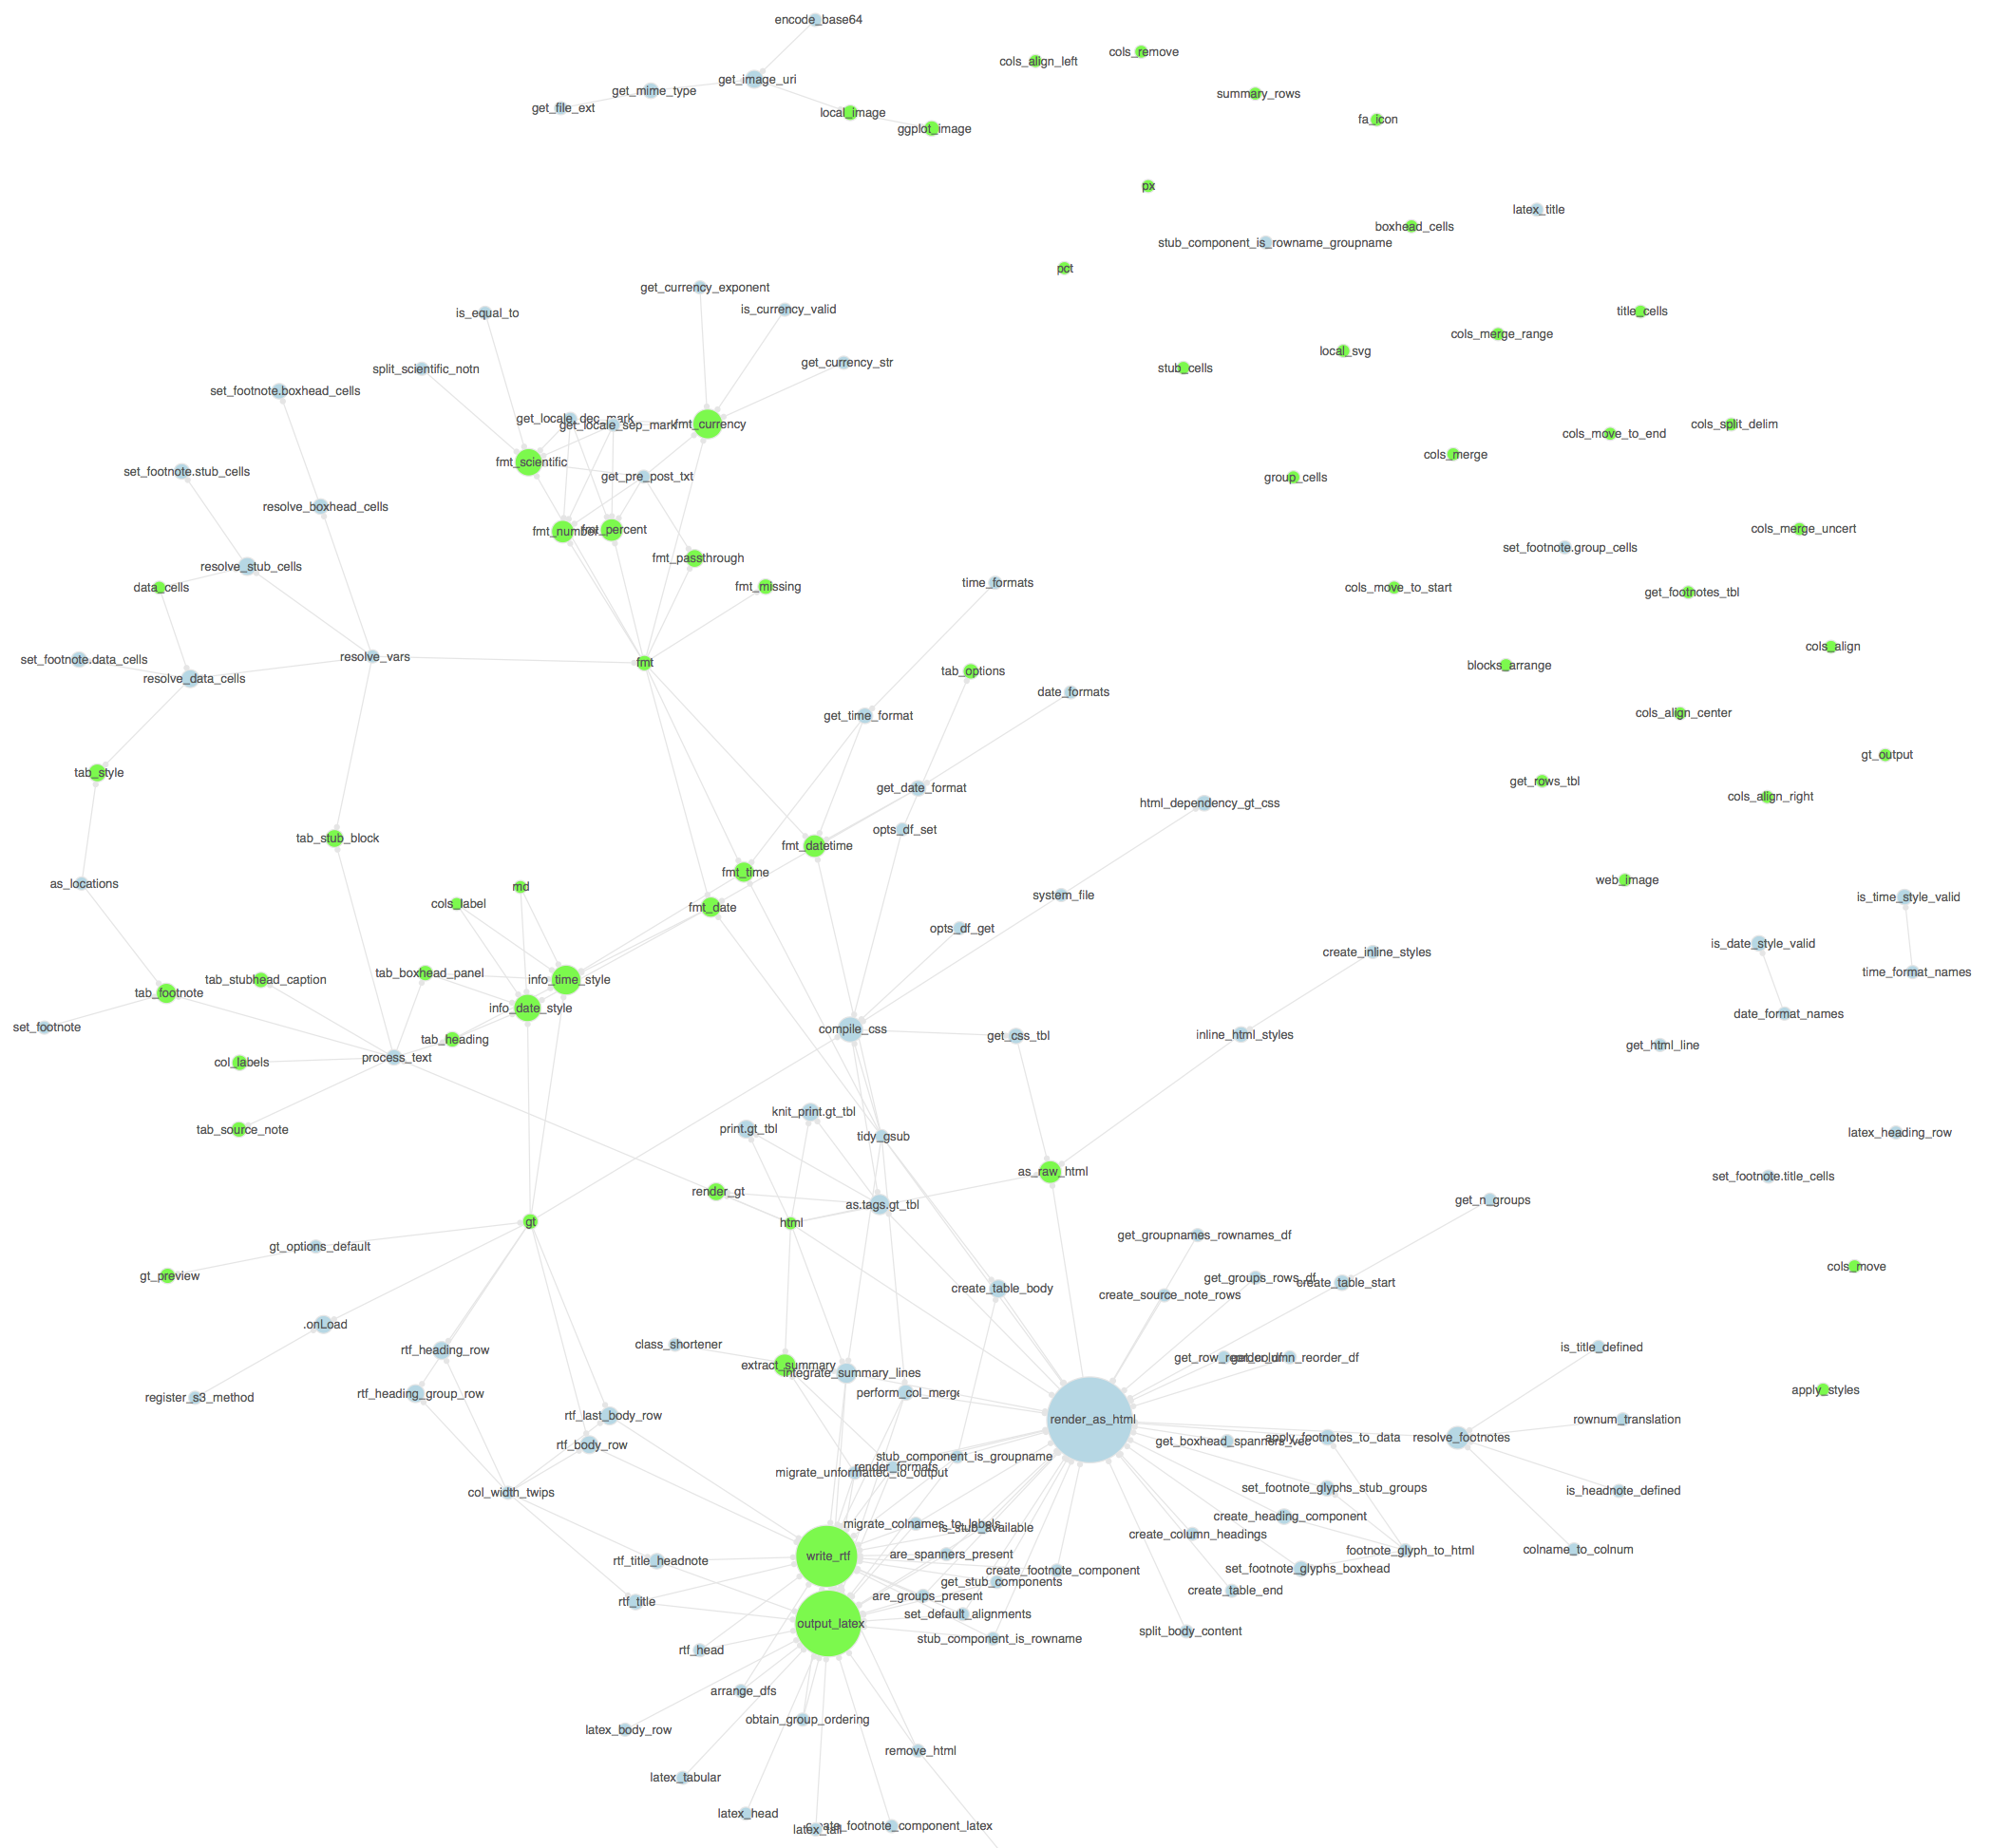 encode_base64
cols_remove
cols_align_left
get_image_uri
get_mime_type
summary_rows
get_file_ext
local_image
fa_icon
ggplot_image
px
latex_title
boxhead_cells
stub_component_is_rowname_groupname
pct
get_currency_exponent
is_currency_valid
title_cells
is_equal_to
cols_merge_range
local_svg
get_currency_str
stub_cells
split_scientific_notn
set_footnote.boxhead_cells
get_locale_dec_mark
get_locale_sep_mark
fmt_currency
cols_split_delim
cols_move_to_end
cols_merge
fmt_scientific
set_footnote.stub_cells
get_pre_post_txt
group_cells
resolve_boxhead_cells
fmt_number
fmt_percent
cols_merge_uncert
set_footnote.group_cells
fmt_passthrough
resolve_stub_cells
time_formats
data_cells
fmt_missing
cols_move_to_start
get_footnotes_tbl
cols_align
resolve_vars
set_footnote.data_cells
fmt
blocks_arrange
tab_options
resolve_data_cells
date_formats
cols_align_center
get_time_format
gt_output
tab_style
get_rows_tbl
get_date_format
cols_align_right
html_dependency_gt_css
opts_df_set
tab_stub_block
fmt_datetime
fmt_time
as_locations
rnd
web_image
system_file
is_time_style_valid
cols_label
fmt_date
opts_df_get
is_date_style_valid
create_inline_styles
tab_boxhead_panel
time_format_names
tab_stubhead_caption
info_time_style
tab_footnote
info_date_style
date_format_names
set_footnote
compile_css
get_css_tbl
inline_html_styles
tab_heading
get_html_line
process_text
col_labels
knit_print.gt_tbl
print.gt_tbl
tab_source_note
latex_heading_row
tidy_gsub
as_raw_html
set_footnote.title_cells
render_gt
get_n_groups
as.tags.gt_tbl
gt
html
get_groupnames_rownames_df
gt_options_default
cols_move
gt_preview
get_groups_rows_df
create_table_start
create_table_body
create_source_note_rows
.onLoad
class_shortener
is_title_defined
rtf_heading_row
get_row_reorder_df
get_column_reorder_df
extract_summary
integrate_summary_lines
apply_styles
rtf_heading_group_row
perform_col_merge
register_s3_method
rtf_last_body_row
render_as_html
rownum_translation
get_boxhead_spanners_vec
apply_footnotes_to_data
resolve_footnotes
rtf_body_row
stub_component_is_groupname
render_formats
migrate_unformatted_to_output
set_footnote_glyphs_stub_groups
is_headnote_defined
col_width_twips
create_heading_component
migrate_colnames_to_labels
is_stub_available
create_column_headings
footnote_glyph_to_html
colname_to_colnum
are_spanners_present
write_rtf
rtf_title_headnote
create_footnote_component
set_footnote_glyphs_boxhead
get_stub_components
create_table_end
are_groups_present
rtf_title
set_default_alignments
output_latex
split_body_content
stub_component_is_rowname
rtf_head
arrange_dfs
obtain_group_ordering
latex_body_row
remove_html
latex_tabular
latex_head
create_footnote_component_latex
latex_tail